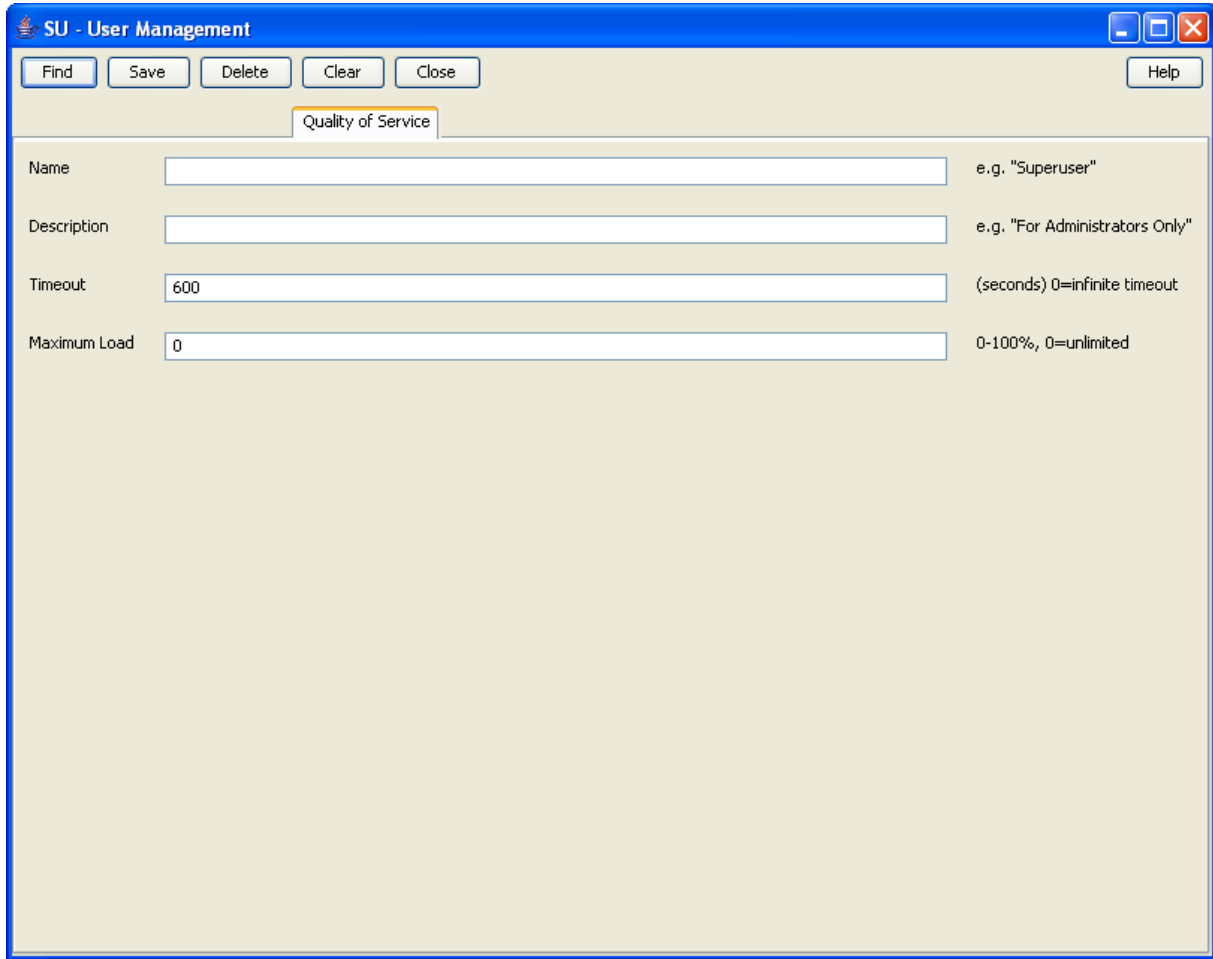 SU - User Management
Find Save Delete Clear Close Help
Quality of Service
Name e.g. "Superuser"
Description e.g. "For Administrators Only"
Timeout 600 (seconds) 0=infinite timeout
Maximum Load 0 0-100%, 0=unlimited